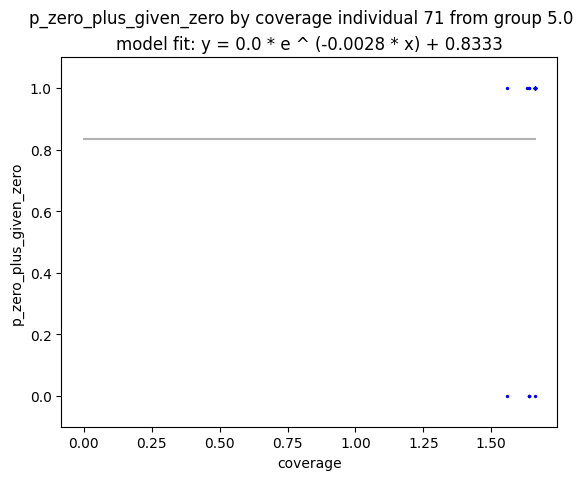 p_zero_plus_given_zero by coverage individual 71 from group 5.0
model fit: y = 0.0 * e ^ (-0.0028 * x) + 0.8333
1.0
0.8
0.6
0.4
0.2
0.0
p_zero_plus_given_zero
0.00 0.25 0.50 0.75 1.00 1.25 1.50
coverage